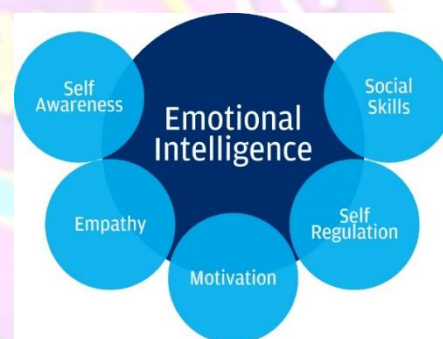 Self
Awareness
Social
Skills
Emotional
Intelligence
Empathy
Self
Regulation
Motivation